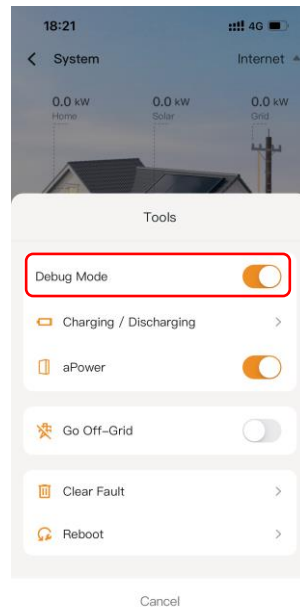 18:21
4G
System
Internet
0.0 kW
0.0 kW
0.0 kW
Home
Solar
Grid
Tools
Debug Mode
Charging / Discharging
aPower
Go Off-Grid
Clear Fault
Reboot
Cancel